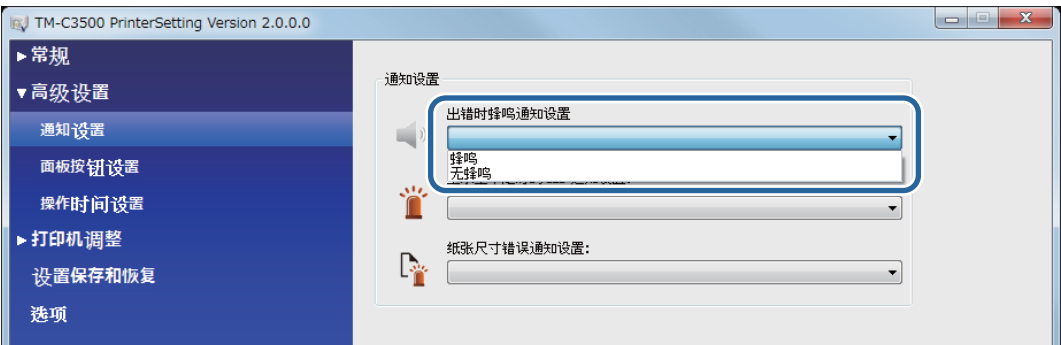 TM-C3500 PrinterSetting Version 2.0.0.0
常规
高级设置
通知设置
面板按钮设置
操作时间设置
打印机调整
设置保存和恢复
选项
通知设置
出错时蜂鸣通知设置
蜂鸣
无蜂鸣
纸张尺寸错误通知设置: